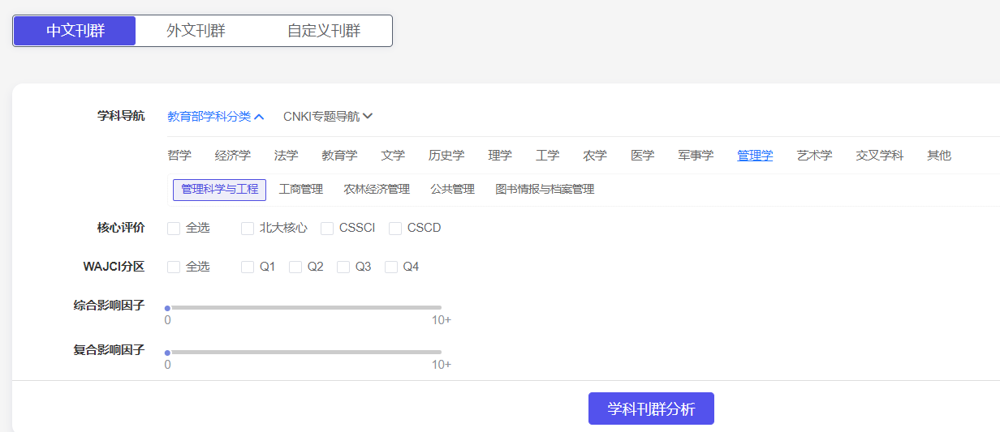 中文刊群 外文刊群 自定义刊群
学科导航 教育部学科分类 CNKI专题导航
哲学 经济学 法学 教育学 文学 历史学 理学 工学 农学 医学 军事学 管理学 艺术学 交叉学科 其他
管理科学与工程 工商管理 农林经济管理 公共管理 图书情报与档案管理
核心评价 全选 北大核心 CSSCI CSCD
WAJCI分区 全选 Q1 Q2 Q3 Q4
综合影响因子
0 10+
复合影响因子
0 10+
学科刊群分析